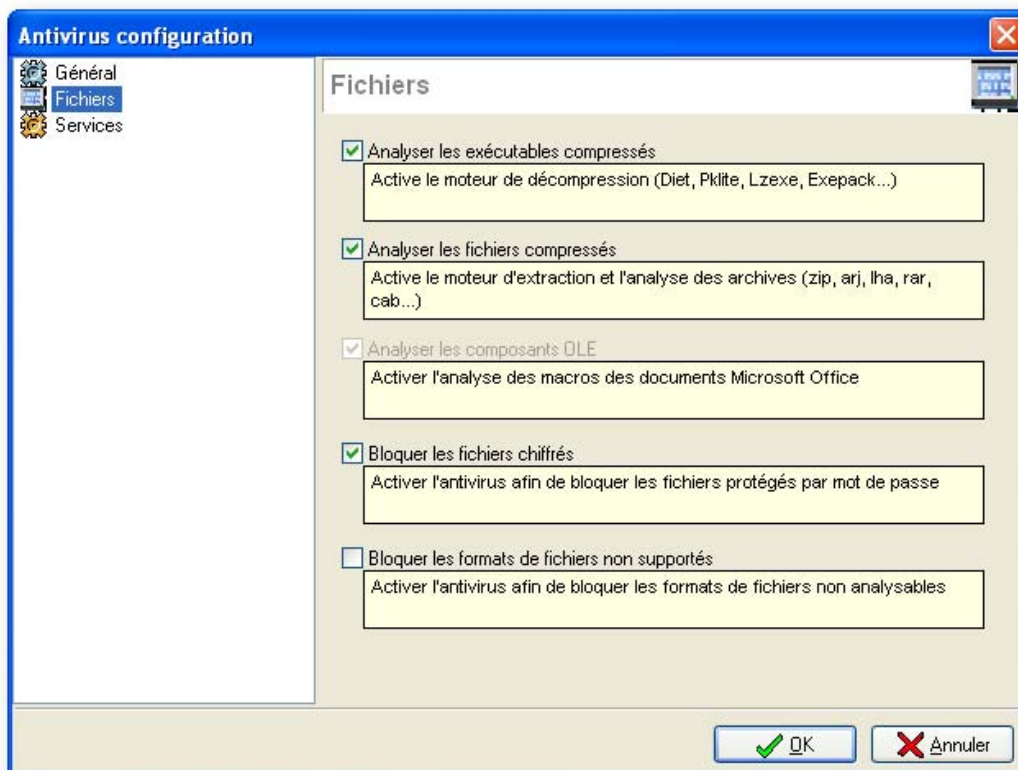 Antivirus configuration
Général
Fichiers
Services
Fichiers
Analyser les exécutables compressés
Active le moteur de décompression (Diet, Pklite, Lzexe, Exepack...)
Analyser les fichiers compressés
Active le moteur d'extraction et l'analyse des archives (zip, arj, lha, rar,
cab...)
Analyser les composants OLE
Activer l'analyse des macros des documents Microsoft Office
Bloquer les fichiers chiffrés
Activer l'antivirus afin de bloquer les fichiers protégés par mot de passe
Bloquer les formats de fichiers non supportés
Activer l'antivirus afin de bloquer les formats de fichiers non analysables
OK
Annuler